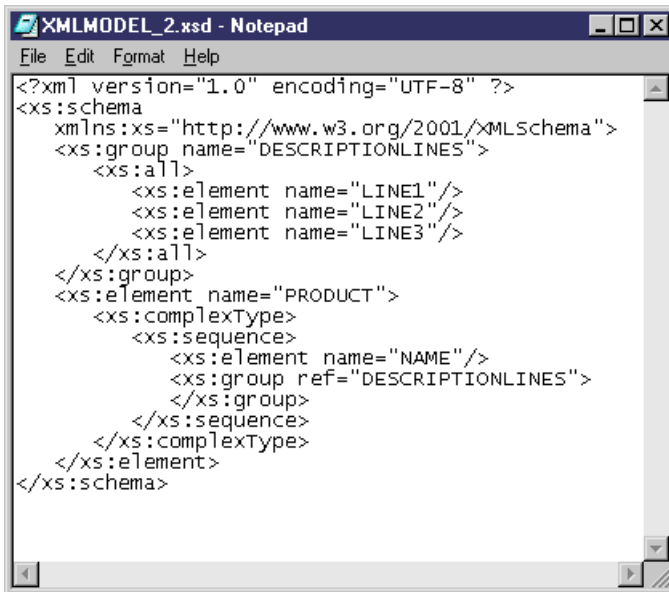 XMLMODEL_2.xsd - Notepad
File Edit Format Help
<?xml version="1.0" encoding="UTF-8" ?>
<xs:schema
   xmlns:xs="http://www.w3.org/2001/XMLSchema">
   <xs:group name="DESCRIPTIONLINES">
      <xs:all>
         <xs:element name="LINE1"/>
         <xs:element name="LINE2"/>
         <xs:element name="LINE3"/>
      </xs:all>
   </xs:group>
   <xs:element name="PRODUCT">
      <xs:complexType>
         <xs:sequence>
            <xs:element name="NAME"/>
            <xs:group ref="DESCRIPTIONLINES">
            </xs:group>
         </xs:sequence>
      </xs:complexType>
   </xs:element>
</xs:schema>